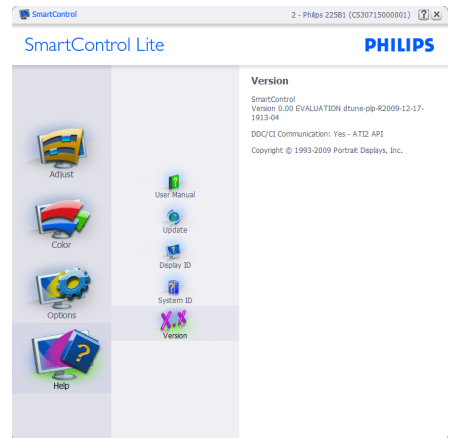 SmartControl
2 - Philips 225B1 (CS30715000001)
? X
SmartControl Lite
PHILIPS
Adjust
Color
Options
Help
User Manual
Update
Display ID
System ID
X.X
Version
Version
SmartControl
Version 0.00 EVALUATION dtune-plp-R2009-12-17-
1913-04
DDC/CI Communication: Yes - ATI2 API
Copyright © 1993-2009 Portrait Displays, Inc.